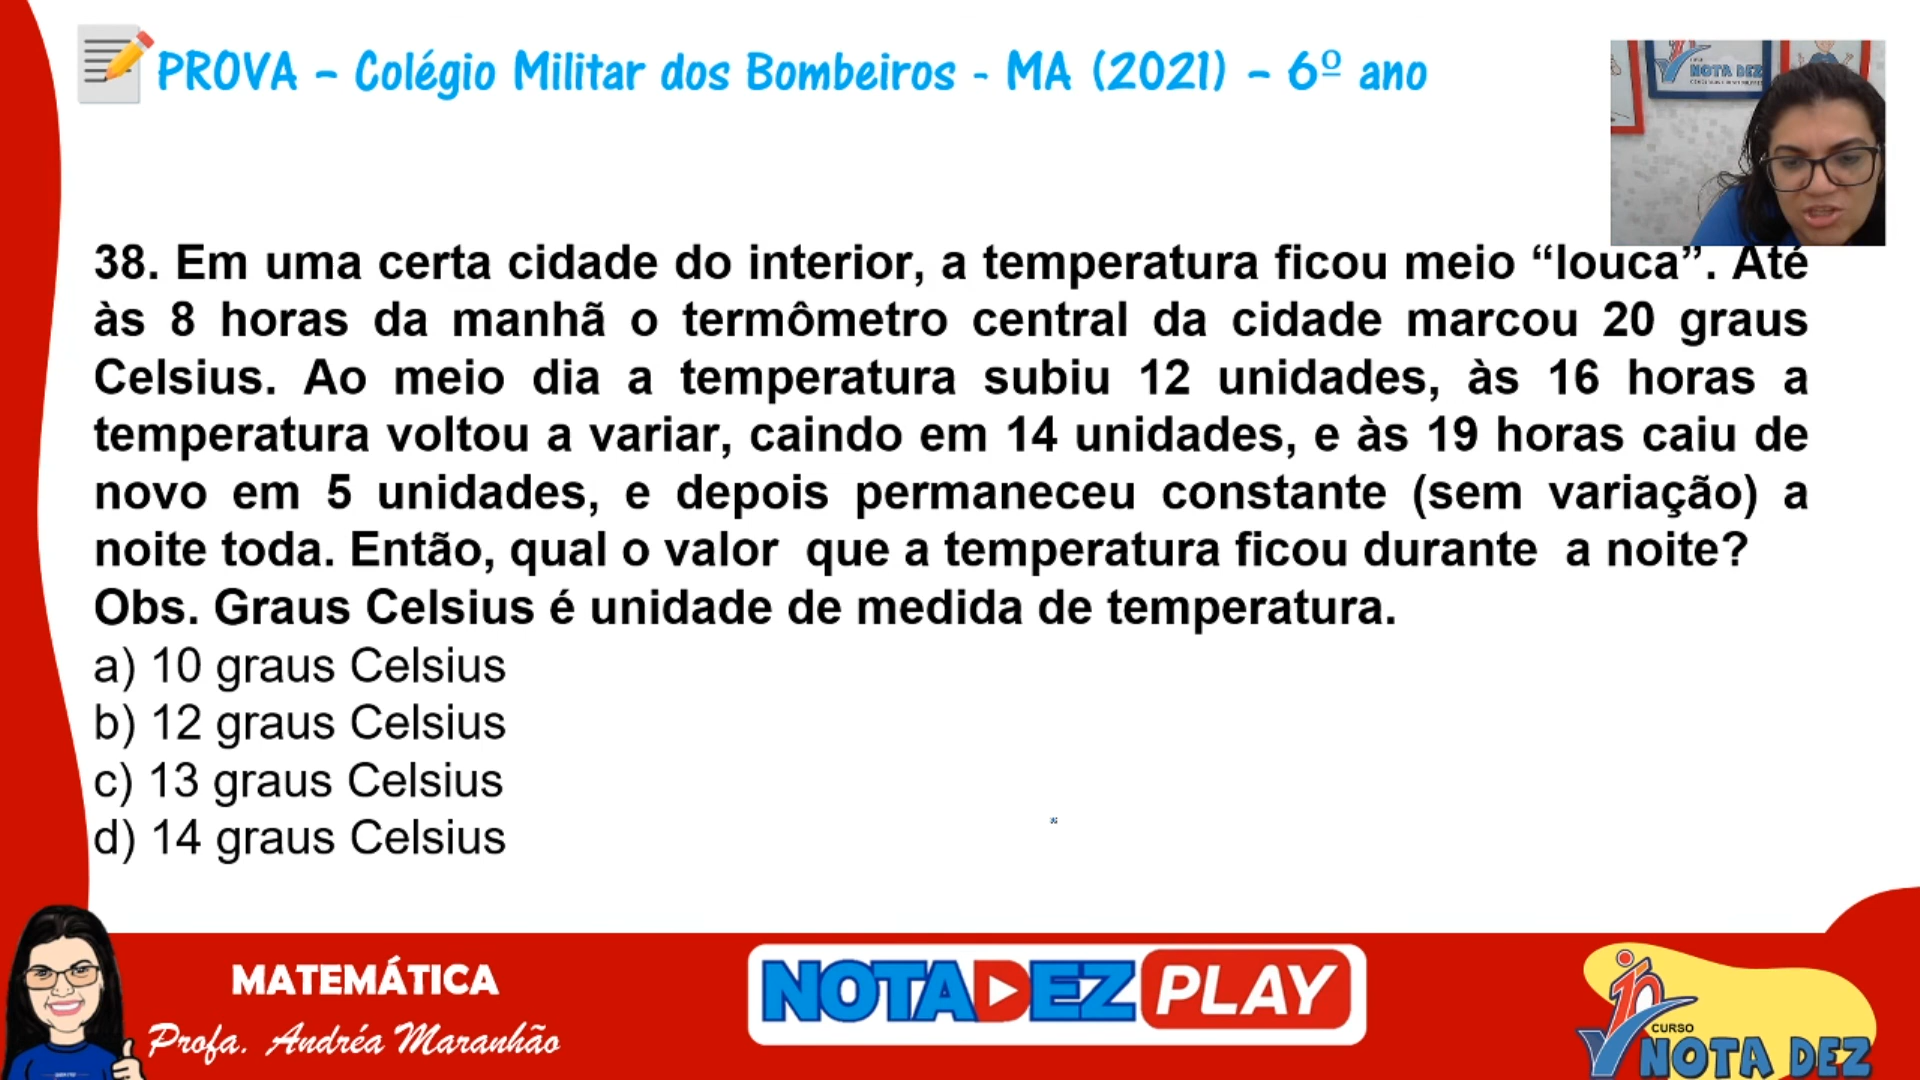 PROVA – Colégio Militar dos Bombeiros - MA (2021) – 6º ano
NOTA DEZ
38. Em uma certa cidade do interior, a temperatura ficou meio “louca”. Até
às 8 horas da manhã o termômetro central da cidade marcou 20 graus
Celsius. Ao meio dia a temperatura subiu 12 unidades, às 16 horas a
temperatura voltou a variar, caindo em 14 unidades, e às 19 horas caiu de
novo em 5 unidades, e depois permaneceu constante (sem variação) a
noite toda. Então, qual o valor que a temperatura ficou durante a noite?
Obs. Graus Celsius é unidade de medida de temperatura.
a) 10 graus Celsius
b) 12 graus Celsius
c) 13 graus Celsius
d) 14 graus Celsius
MATEMÁTICA
Profa. Andréa Maranhão
NOTADEZ PLAY
CURSO
NOTA DEZ